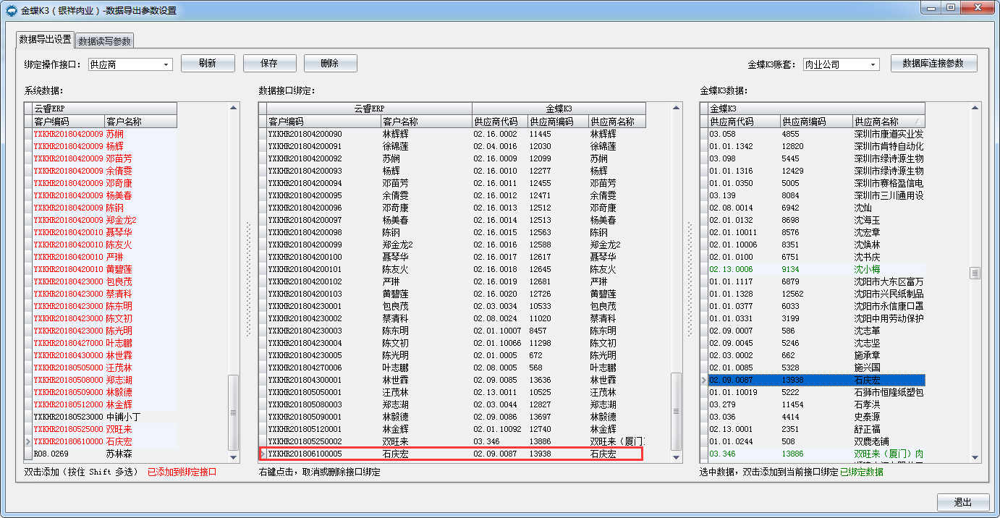 金蝶K3（银祥肉业）-数据导出参数设置
数据导出设置 数据读写参数
绑定操作接口： 供应商 刷新 保存 删除 金蝶K3账套： 肉业公司 数据库连接参数
系统数据：
云睿ERP
客户编码 客户名称
YXKHR20180420009 苏娴
YXKHR20180420009 杨辉
YXKHR20180420009 邓苗芳
YXKHR20180420009 余倩雯
YXKHR20180420009 邓奇康
YXKHR20180420009 杨美春
YXKHR20180420009 陈钢
YXKHR20180420009 郑金龙2
YXKHR20180420010 聂琴华
YXKHR20180420010 陈友火
YXKHR20180420010 严琳
YXKHR20180420010 黄碧莲
YXKHR20180423000 包良茂
YXKHR20180423000 蔡清科
YXKHR20180423000 陈东明
YXKHR20180423000 陈文初
YXKHR20180423000 陈光明
YXKHR20180427000 叶志鹏
YXKHR20180430000 林世霖
YXKHR20180505000 汪茂林
YXKHR20180508000 郑志湖
YXKHR20180509000 林毅德
YXKHR20180512000 林金辉
YXKHR20180523000 中铺小丁
YXKHR20180525000 双旺来
YXKHR20180610000 石庆宏
R08.0269 苏林森
双击添加（按住 Shift 多选） 已添加到绑定接口
数据接口绑定：
云睿ERP 金蝶K3
客户编码 客户名称 供应商代码 供应商编码 供应商名称
YXKHR201804200090 林辉辉 02.16.0002 11445 林辉辉
YXKHR201804200091 徐锦莲 02.04.0016 12030 徐锦莲
YXKHR201804200092 苏娴 02.16.0009 12099 苏娴
YXKHR201804200093 杨辉 02.16.0010 12277 杨辉
YXKHR201804200094 邓苗芳 02.16.0011 12455 邓苗芳
YXKHR201804200095 余倩雯 02.16.0012 12471 余倩雯
YXKHR201804200096 邓奇康 02.16.0013 12512 邓奇康
YXKHR201804200097 杨美春 02.16.0014 12513 杨美春
YXKHR201804200098 陈钢 02.16.0015 12563 陈钢
YXKHR201804200099 郑金龙2 02.16.0016 12588 郑金龙2
YXKHR201804200100 聂琴华 02.16.0017 12617 聂琴华
YXKHR201804200101 陈友火 02.16.0018 12645 陈友火
YXKHR201804200102 严琳 02.16.0019 12681 严琳
YXKHR201804200103 黄碧莲 02.16.0020 12726 黄碧莲
YXKHR201804230001 包良茂 02.03.0034 10533 包良茂
YXKHR201804230002 蔡清科 02.08.0024 11020 蔡清科
YXKHR201804230003 陈东明 02.01.10007 8457 陈东明
YXKHR201804230004 陈文初 02.01.10066 11298 陈文初
YXKHR201804230005 陈光明 02.01.0005 672 陈光明
YXKHR201804270006 叶志鹏 02.08.0005 568 叶志鹏
YXKHR201804300001 林世霖 02.09.0085 13636 林世霖
YXKHR201805050001 汪茂林 02.13.0011 10525 汪茂林
YXKHR201805080003 郑志湖 02.03.0044 12827 郑志湖
YXKHR201805090001 林毅德 02.09.0086 13697 林毅德
YXKHR201805120001 林金辉 02.01.10092 12740 林金辉
YXKHR201805250002 双旺来 03.346 13886 双旺来（厦门
YXKHR201806100005 石庆宏 02.09.0087 13938 石庆宏
右键点击，取消或删除接口绑定
金蝶K3数据：
金蝶K3
供应商代码 供应商编码 供应商名称
03.058 4855 深圳市康道实业发
01.01.1342 12820 深圳市肯特自动化
03.098 5445 深圳市绿诗源生物
01.01.1316 12429 深圳市绿诗源生物
01.01.0350 5005 深圳市赛格盈信电
03.139 8084 深圳市三川通用设
02.08.0014 6942 沈灿
02.01.0132 8698 沈海玉
02.01.10011 8576 沈宏章
02.01.10006 8351 沈焕林
02.01.0100 6751 沈书庆
02.13.0006 9134 沈小梅
01.01.1117 6879 沈阳市大东区富万
01.01.1328 12562 沈阳市兴民纸制品
01.01.0377 6033 沈阳市永信康口罩
01.01.0331 3199 沈阳中用劳动保护
02.09.0007 586 沈志革
02.09.0045 5246 沈志坚
02.03.0002 662 施承章
02.01.0085 5328 施兴国
02.09.0087 13938 石庆宏
01.01.10019 5222 石狮市恒隆纸塑包
03.279 11454 石孝洪
03.036 4414 史泰源
02.13.0001 2351 舒正福
01.01.0244 508 双鹿老铺
03.346 13886 双旺来（厦门）肉
选中数据，双击添加到当前接口绑定 已绑定数据
退出